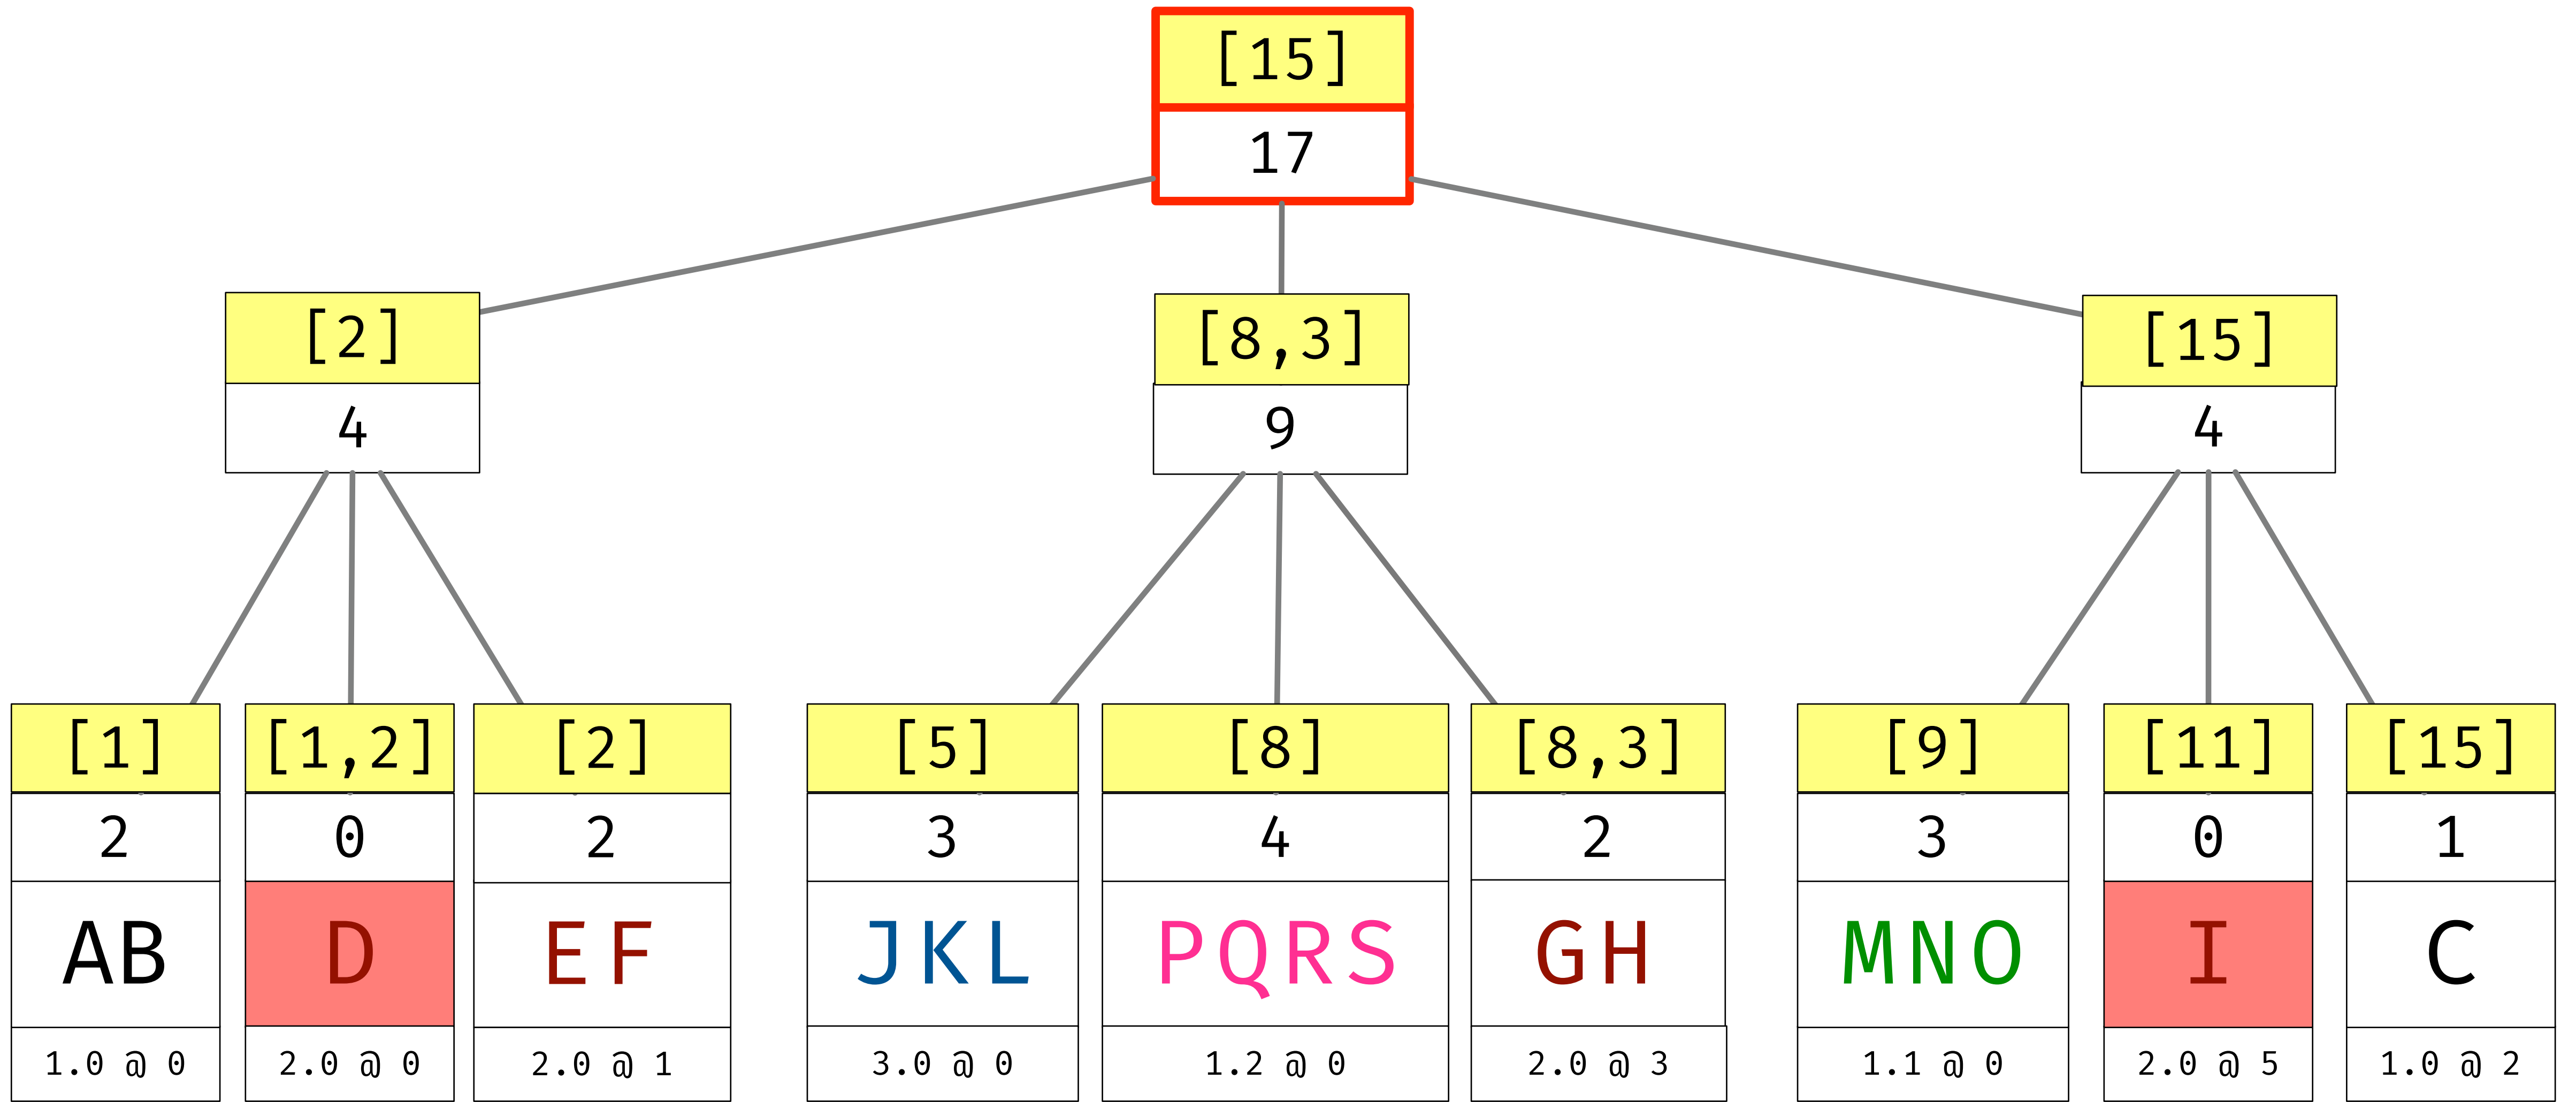 [15]
17
[2]
4
[8,3]
9
[15]
4
[1]
2
AB
1.0 @ 0
[1,2]
0
D
2.0 @ 0
[2]
2
EF
2.0 @ 1
[5]
3
JKL
3.0 @ 0
[8]
4
PQRS
1.2 @ 0
[8,3]
2
GH
2.0 @ 3
[9]
3
MNO
1.1 @ 0
[11]
0
I
2.0 @ 5
[15]
1
C
1.0 @ 2